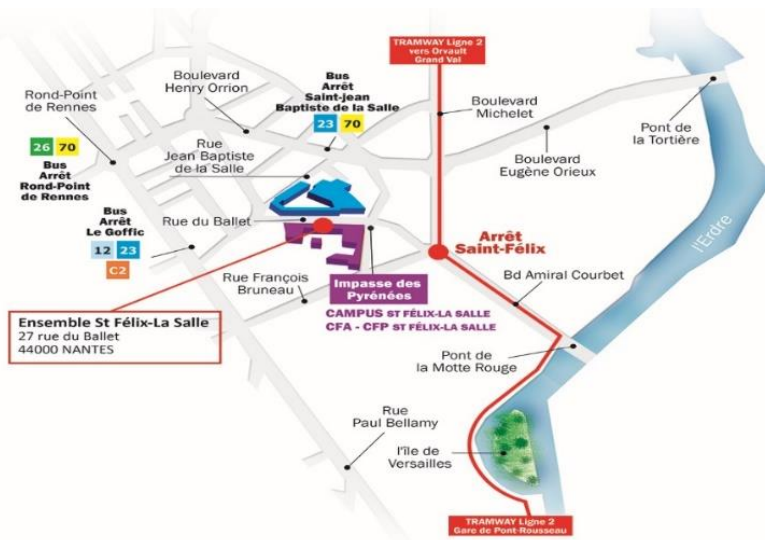 TRAMWAY Ligne 2
vers Orvault
Grand Val
Boulevard
Henry Orrion
Bus
Arrêt
Saint-jean
Baptiste de la Salle
23 70
Rond-Point
de Rennes
Boulevard
Michelet
Pont de
la Tortière
26 70
Bus
Arrêt
Rond-Point
de Rennes
Rue
Jean Baptiste
de la Salle
Boulevard
Eugène Orieux
Bus
Arrêt
Le Goffic
12 23
C2
Rue du Ballet
Arrêt
Saint-Félix
l'Erdre
Rue François
Bruneau
Impasse des
Pyrénées
Bd Amiral Courbet
CAMPUS ST FÉLIX-LA SALLE
CFA - CFP ST FÉLIX-LA SALLE
Ensemble St Félix-La Salle
27 rue du Ballet
44000 NANTES
Pont de
la Motte Rouge
Rue
Paul Bellamy
l'île de
Versailles
TRAMWAY Ligne 2
Gare de Pont-Rousseau